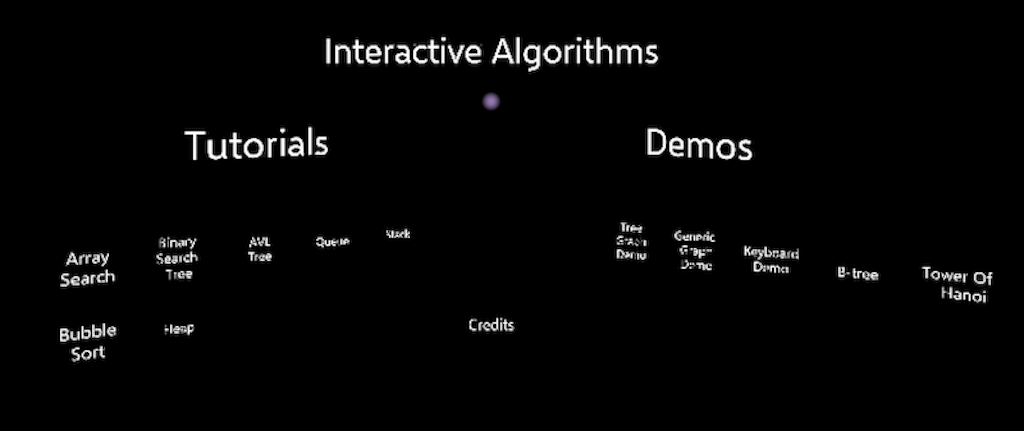 Interactive Algorithms
Tutorials
Array
Search
Binary
Search
Tree
AVL
Tree
Queue
Stack
Bubble
Sort
Heap
Credits
Demos
Tree
Graph
Demo
Generic
Graph
Demo
Keyboard
Demo
B-tree
Tower Of
Hanoi